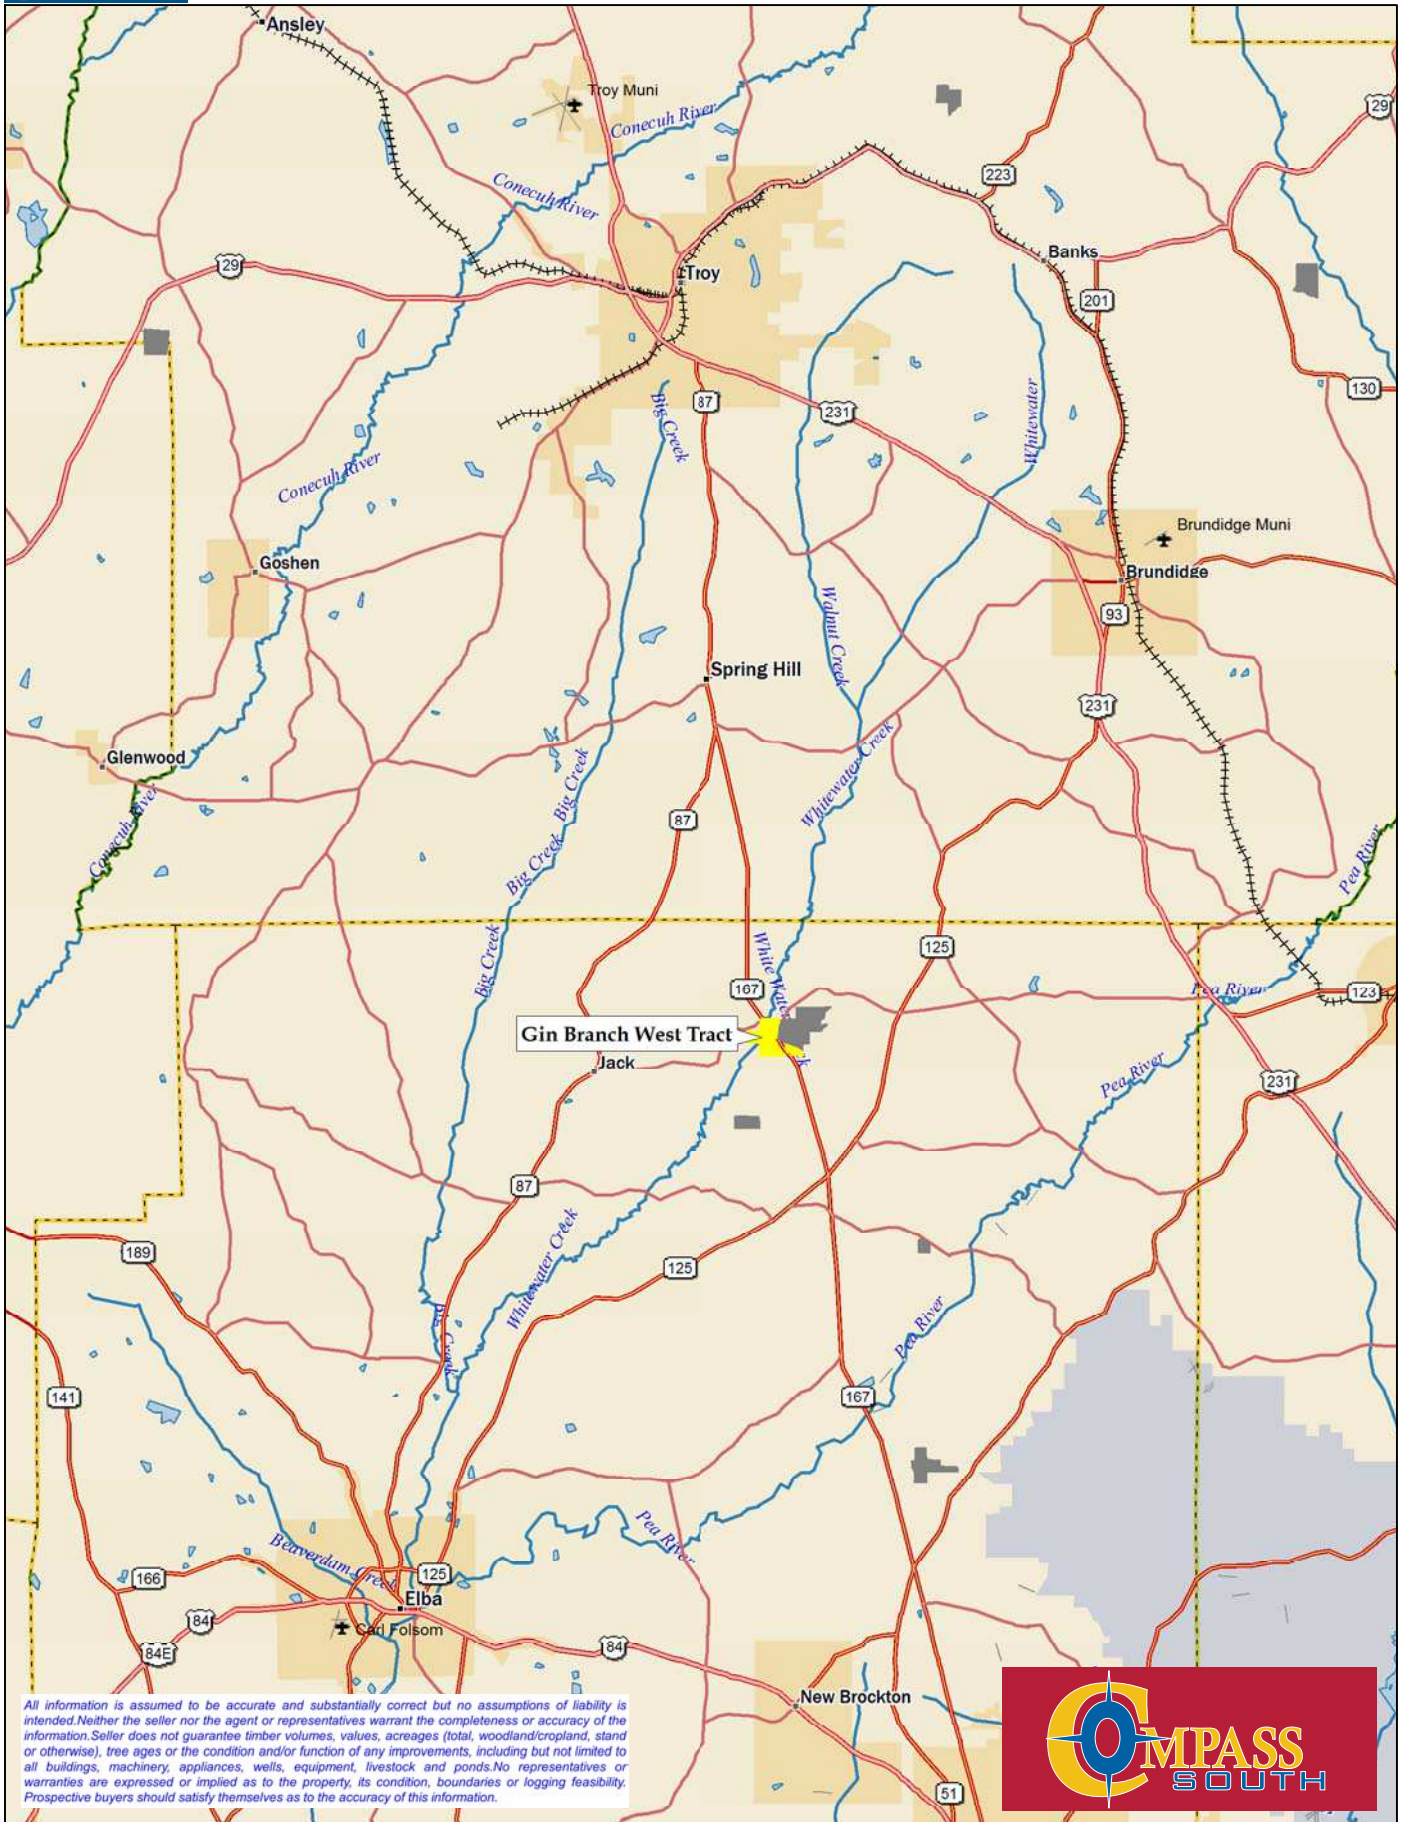 Ansley
Troy Muni
Conecuh River
29
223
Conecuh River
Banks
29
Troy
201
130
87
231
Big Creek
Whitewater
Conecuh River
Brundidge Muni
Goshen
Brundidge
Walnut Creek
93
Spring Hill
231
Glenwood
Whitewater Creek
Big Creek
Conecuh River
87
Big Creek
Pea River
Big Creek
White Water
125
167
Pea River
123
Gin Branch West Tract
Jack
Pea River
231
87
Whitewater Creek
189
125
Big Creek
Pea River
141
167
Pea River
Beaverdam Creek
166
125
Elba
84
Carl Folsom
84E
84
New Brockton
All information is assumed to be accurate and substantially correct but no assumptions of liability is
intended.Neither the seller nor the agent or representatives warrant the completeness or accuracy of the
information.Seller does not guarantee timber volumes, values, acreages (total, woodland/cropland, stand
or otherwise), tree ages or the condition and/or function of any improvements, including but not limited to
all buildings, machinery, appliances, wells, equipment, livestock and ponds.No representatives or
warranties are expressed or implied as to the property, its condition, boundaries or logging feasibility.
Prospective buyers should satisfy themselves as to the accuracy of this information.
COMPASS
SOUTH
51